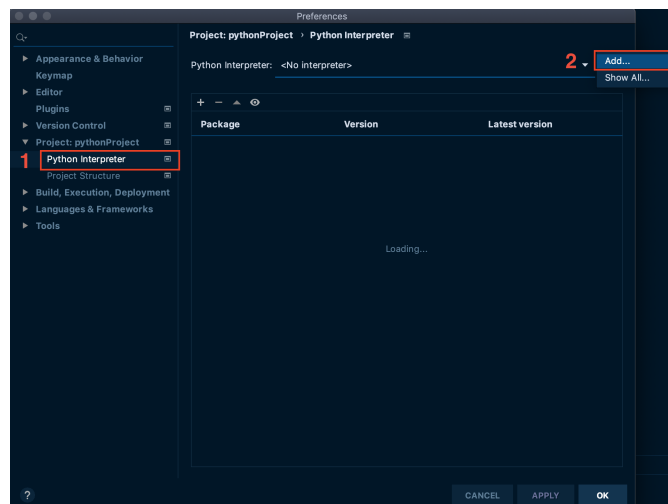 Preferences
Project: pythonProject › Python Interpreter
Python Interpreter: <No interpreter>
2
Add...
Show All...
Appearance & Behavior
Keymap
Editor
Plugins
Version Control
Project: pythonProject
1
Python Interpreter
Project Structure
Build, Execution, Deployment
Languages & Frameworks
Tools
Package Version Latest version
Loading...
?
CANCEL APPLY OK